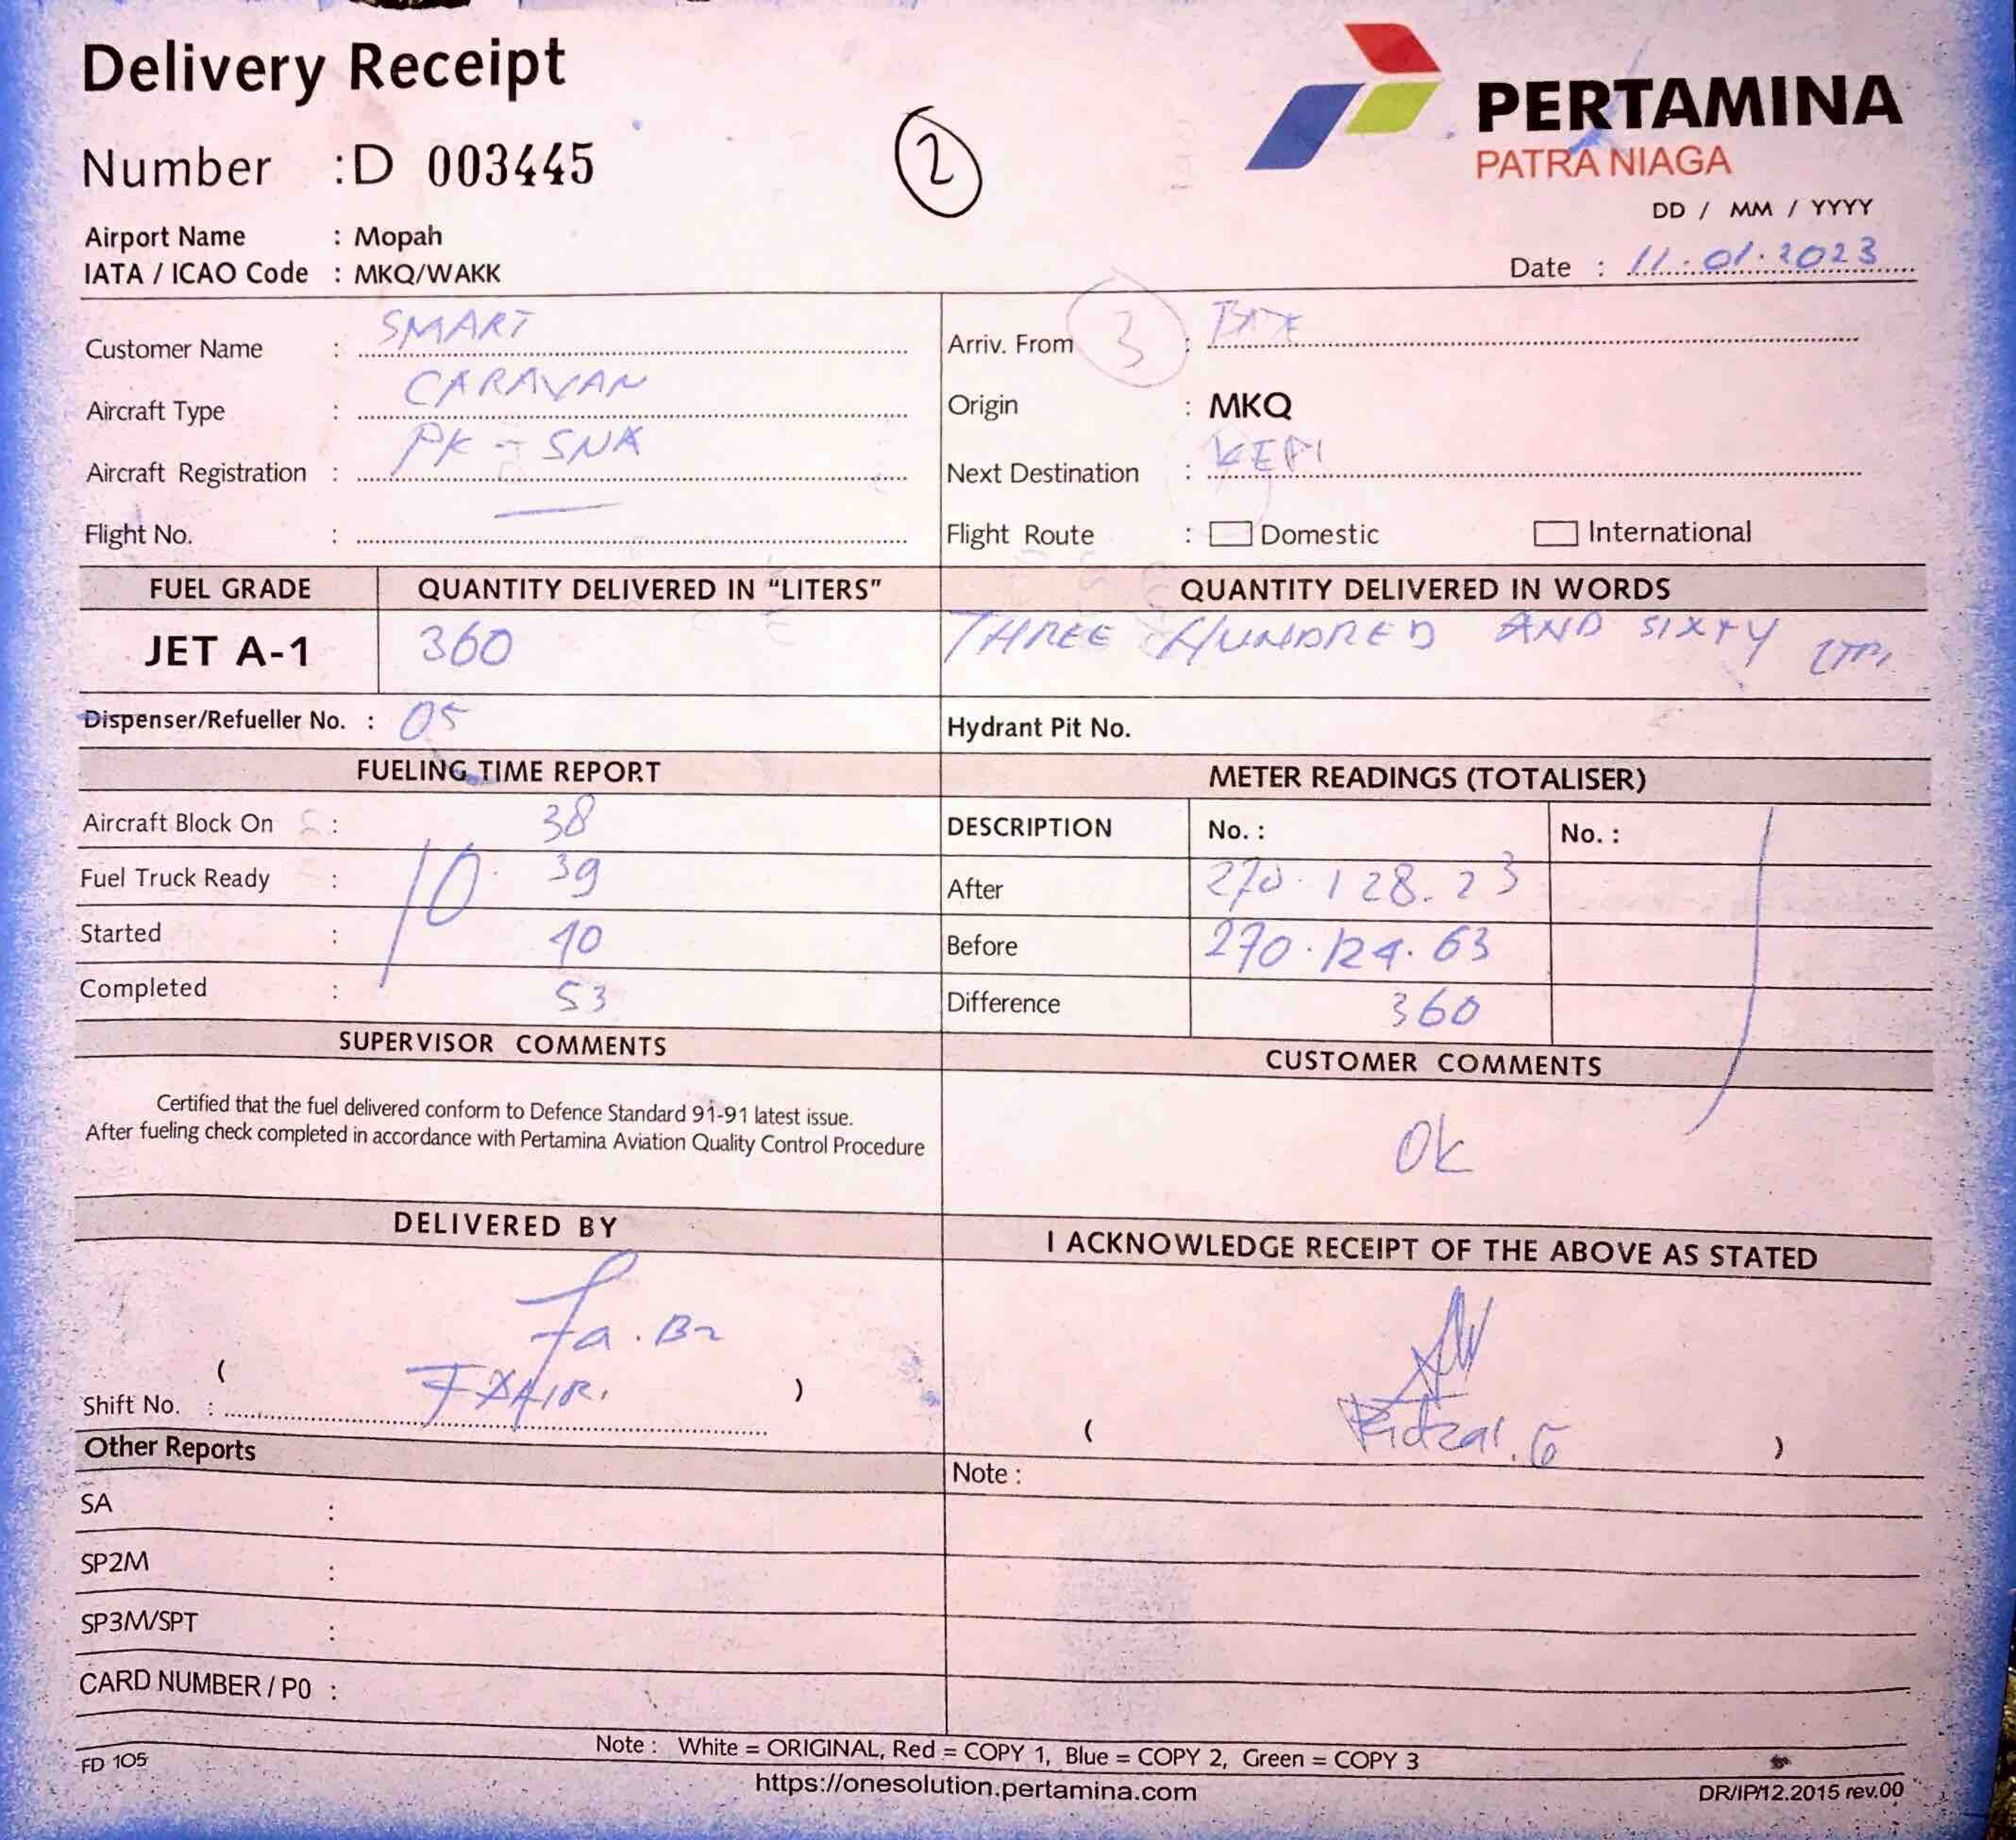 Delivery Receipt
PERTAMINA
PATRA NIAGA
Number : D 003445
2
DD / MM / YYYY
Airport Name : Mopah
IATA / ICAO Code : MKQ/WAKK
Date : 11.01.2023
Customer Name : SMART
Arriv. From :
3
Aircraft Type : CARAVAN
Origin : MKQ
Aircraft Registration : PK - SNA
Next Destination : KEPI
Flight No. : —
Flight Route : Domestic International
FUEL GRADE QUANTITY DELIVERED IN “LITERS” QUANTITY DELIVERED IN WORDS
JET A-1 360 THREE HUNDRED AND SIXTY
Dispenser/Refueller No. : 05
Hydrant Pit No.
FUELING TIME REPORT
METER READINGS (TOTALISER)
Aircraft Block On : 38
DESCRIPTION No. : No. :
Fuel Truck Ready : 10. 39
After 270.128.23
Started : 40
Before 270.124.63
Completed : 53
Difference 360
SUPERVISOR COMMENTS
CUSTOMER COMMENTS
Certified that the fuel delivered conform to Defence Standard 91-91 latest issue.
After fueling check completed in accordance with Pertamina Aviation Quality Control Procedure
Ok
DELIVERED BY
I ACKNOWLEDGE RECEIPT OF THE ABOVE AS STATED
( )
Shift No. :
( )
Other Reports
Note :
SA :
SP2M :
SP3M/SPT :
CARD NUMBER / P0 :
Note : White = ORIGINAL, Red = COPY 1, Blue = COPY 2, Green = COPY 3
FD 105
https://onesolution.pertamina.com
DR/IP/12.2015 rev.00